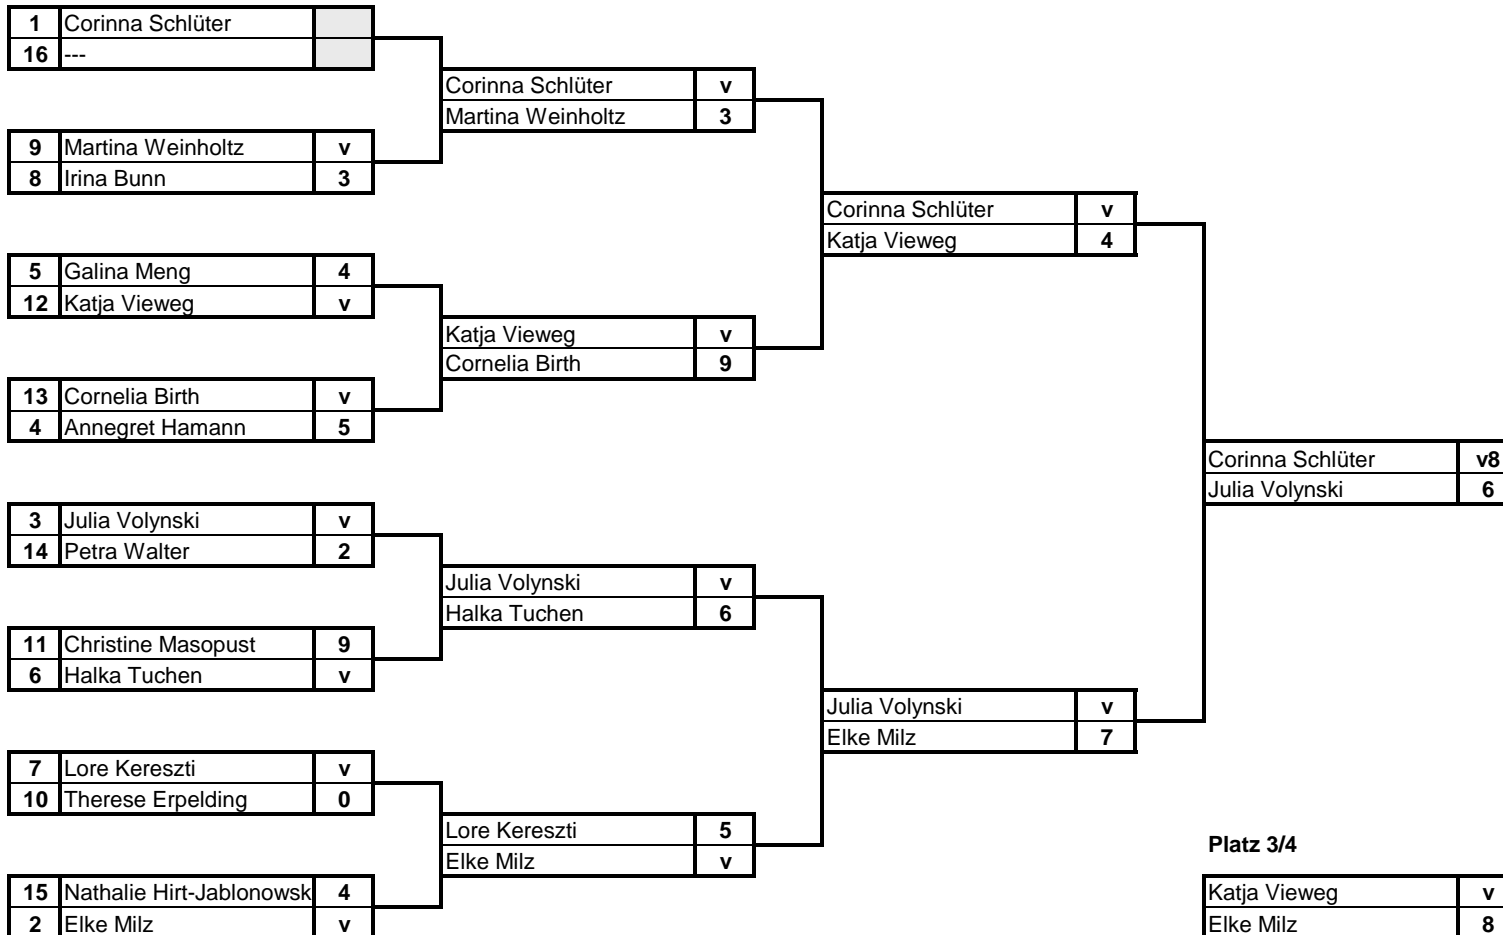 1 Corinna Schlüter
16 ---
9 Martina Weinholtz v
8 Irina Bunn 3
5 Galina Meng 4
12 Katja Vieweg v
13 Cornelia Birth v
4 Annegret Hamann 5
3 Julia Volynski v
14 Petra Walter 2
11 Christine Masopust 9
6 Halka Tuchen v
7 Lore Kereszti v
10 Therese Erpelding 0
15 Nathalie Hirt-Jablonowsk 4
2 Elke Milz v
Corinna Schlüter v
Martina Weinholtz 3
Katja Vieweg v
Cornelia Birth 9
Julia Volynski v
Halka Tuchen 6
Lore Kereszti 5
Elke Milz v
Corinna Schlüter v
Katja Vieweg 4
Julia Volynski v
Elke Milz 7
Corinna Schlüter v8
Julia Volynski 6
Platz 3/4
Katja Vieweg v
Elke Milz 8